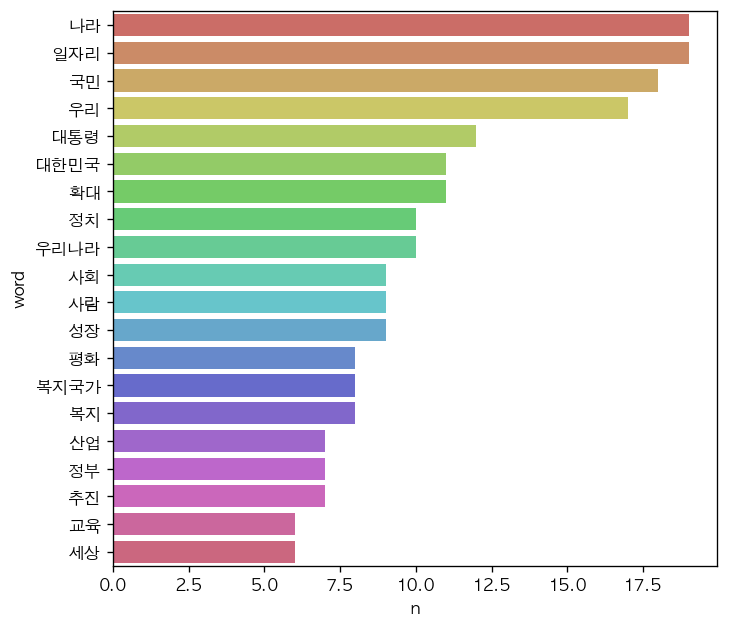 나라
일자리
국민
우리
대통령
대한민국
확대
정치
우리나라
사회
사람
성장
평화
복지국가
복지
산업
정부
추진
교육
세상
word
0.0 2.5 5.0 7.5 10.0 12.5 15.0 17.5
n